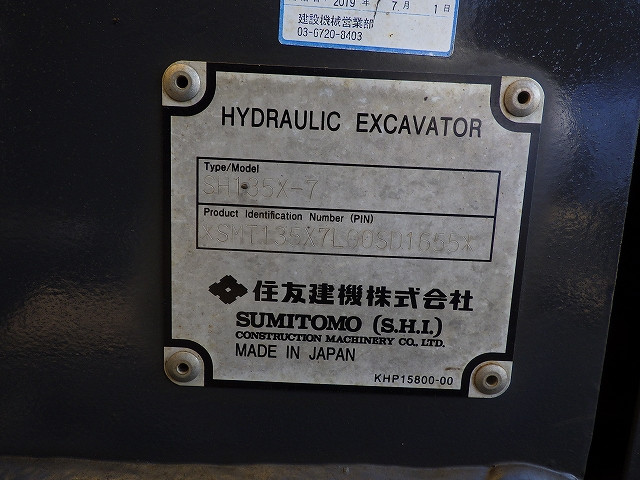 2019 年 7 月 1 日
建設機械営業部
03-6720-8403
HYDRAULIC EXCAVATOR
Type/Model
SH135X-7
Product Identification Number (PIN)
住友建機株式会社
SUMITOMO (S.H.I.)
CONSTRUCTION MACHINERY CO., LTD.
MADE IN JAPAN
KHP15800-00